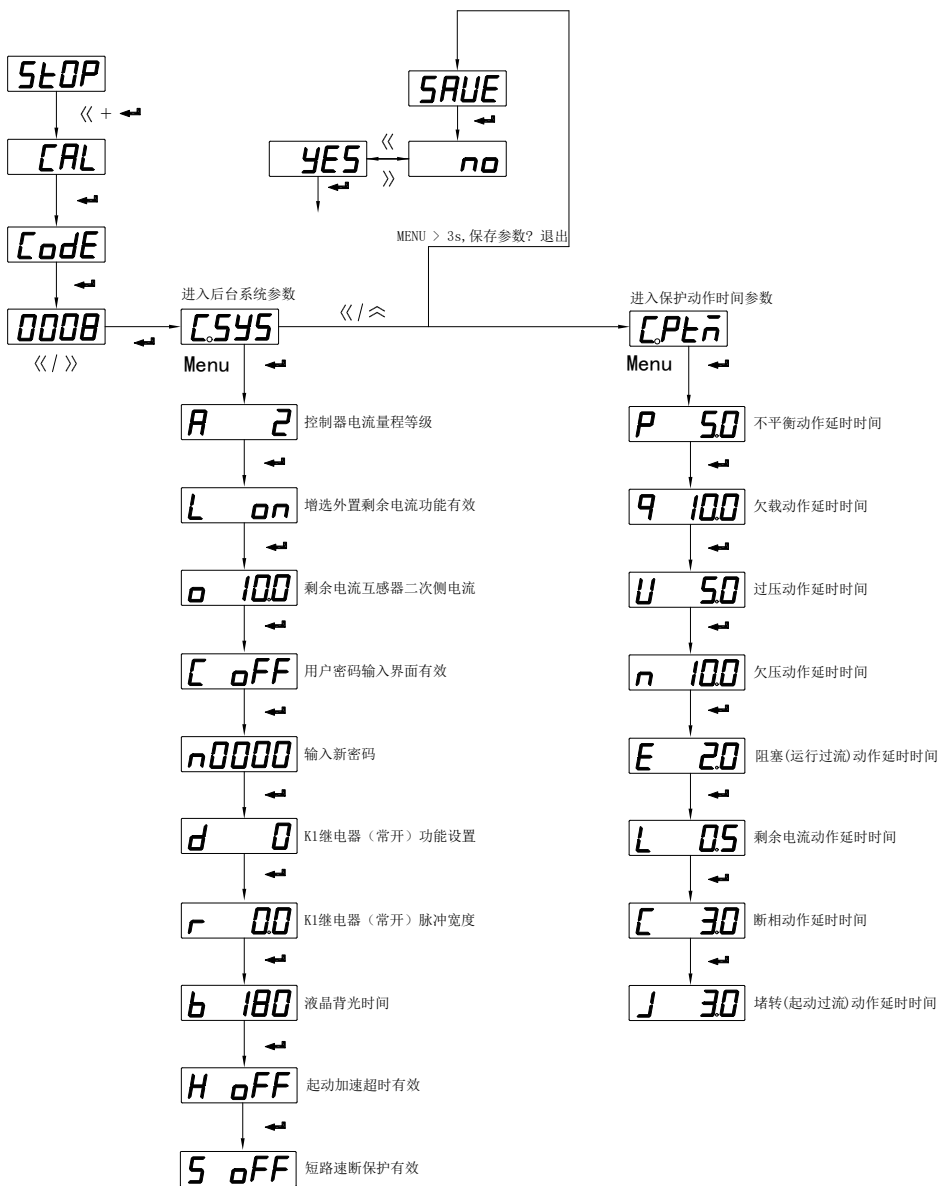 StOP
« + ↵
CAL
↵
CodE
↵
0008
« / »
↵
SAUE
↵
YES
«
»
no
↵
MENU > 3s,保存参数? 退出
进入后台系统参数
C.SYS
Menu ↵
« / ︽
A 2 控制器电流量程等级
↵
L on 增选外置剩余电流功能有效
↵
o 10.0 剩余电流互感器二次侧电流
↵
C oFF 用户密码输入界面有效
↵
n0000 输入新密码
↵
d 0 K1继电器（常开）功能设置
↵
r 0.0 K1继电器（常开）脉冲宽度
↵
b 180 液晶背光时间
↵
H oFF 起动加速超时有效
↵
S oFF 短路速断保护有效
进入保护动作时间参数
C.Ptm
Menu ↵
P 5.0 不平衡动作延时时间
↵
q 10.0 欠载动作延时时间
↵
U 5.0 过压动作延时时间
↵
n 10.0 欠压动作延时时间
↵
E 2.0 阻塞(运行过流)动作延时时间
↵
L 0.5 剩余电流动作延时时间
↵
C 3.0 断相动作延时时间
↵
J 3.0 堵转(起动过流)动作延时时间